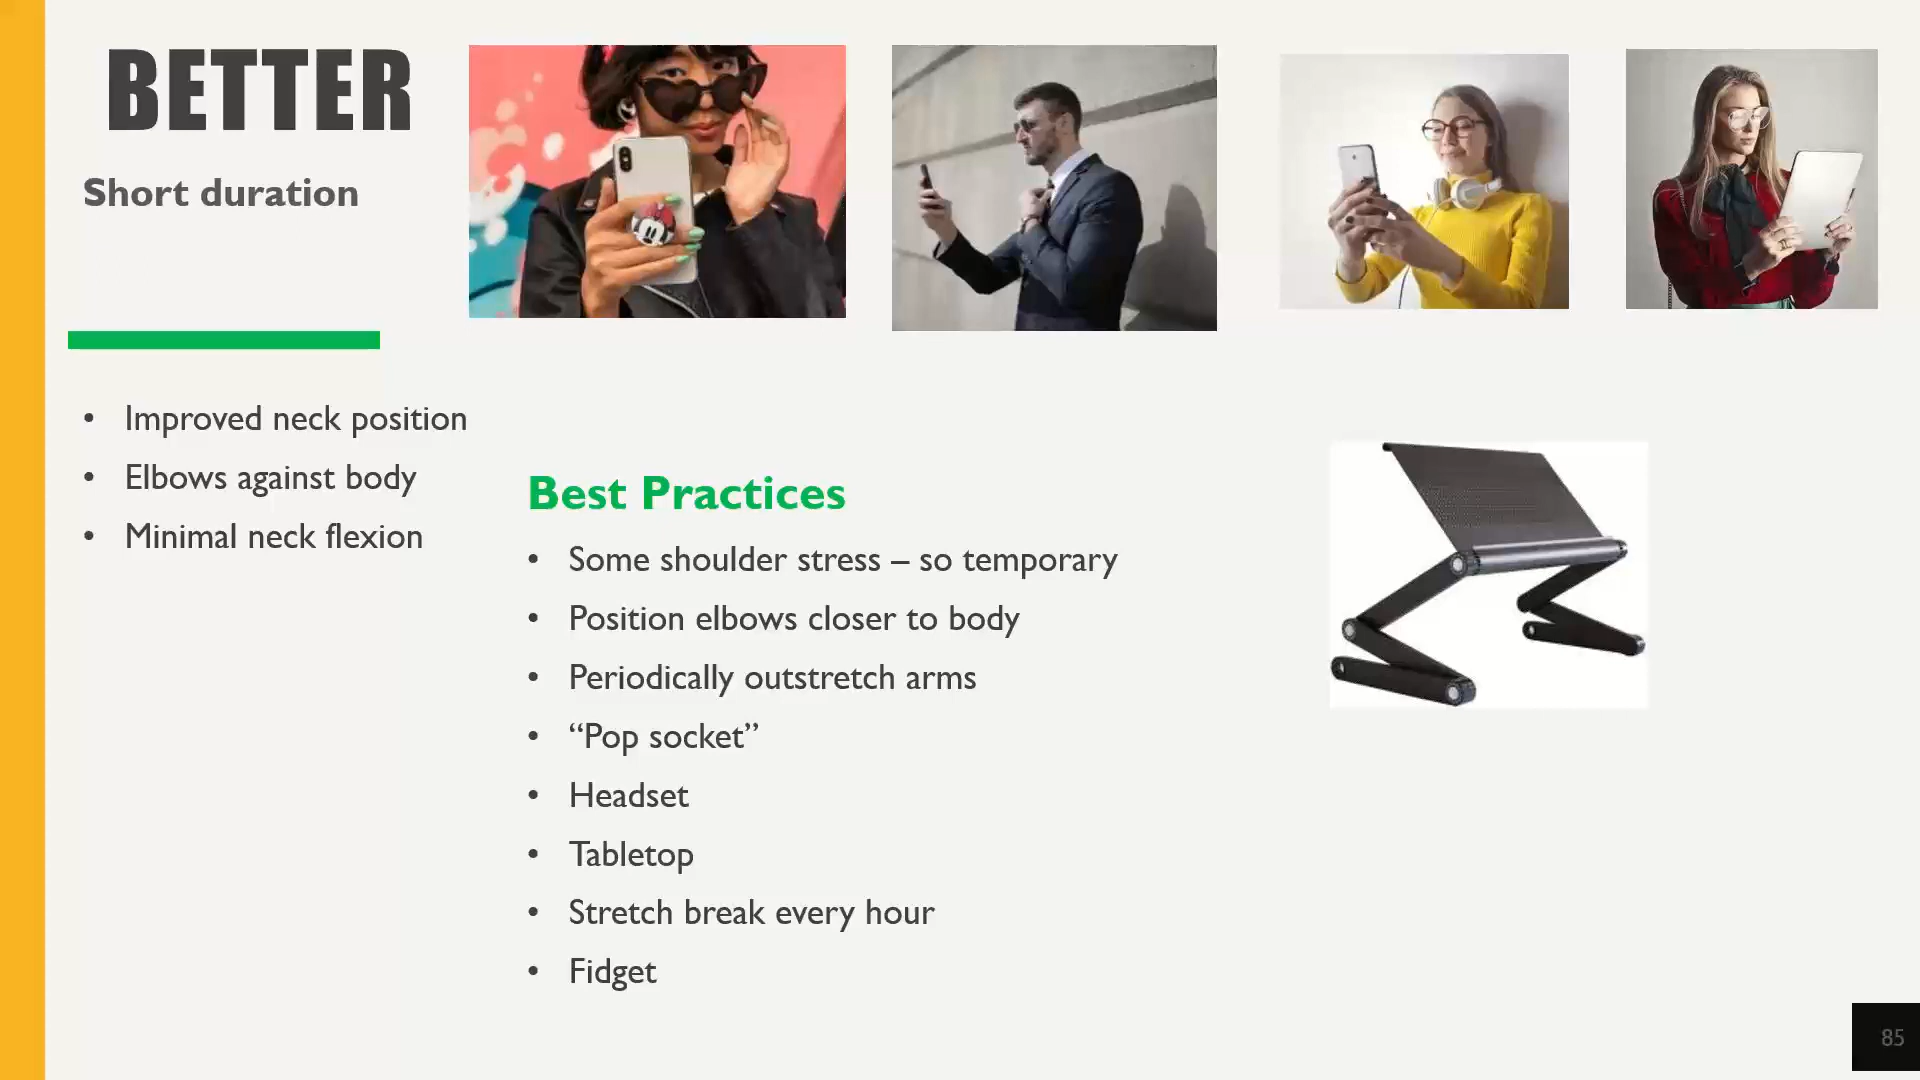 BETTER
Short duration
• Improved neck position
• Elbows against body
• Minimal neck flexion
Best Practices
• Some shoulder stress – so temporary
• Position elbows closer to body
• Periodically outstretch arms
• “Pop socket”
• Headset
• Tabletop
• Stretch break every hour
• Fidget
85